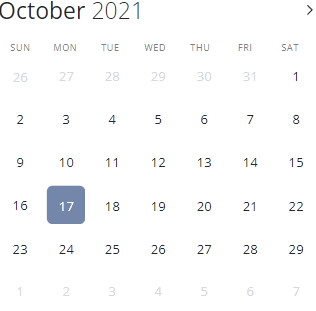 October 2021
SUN MON TUE WED THU FRI SAT
26 27 28 29 30 31 1
2 3 4 5 6 7 8
9 10 11 12 13 14 15
16 17 18 19 20 21 22
23 24 25 26 27 28 29
1 2 3 4 5 6 7